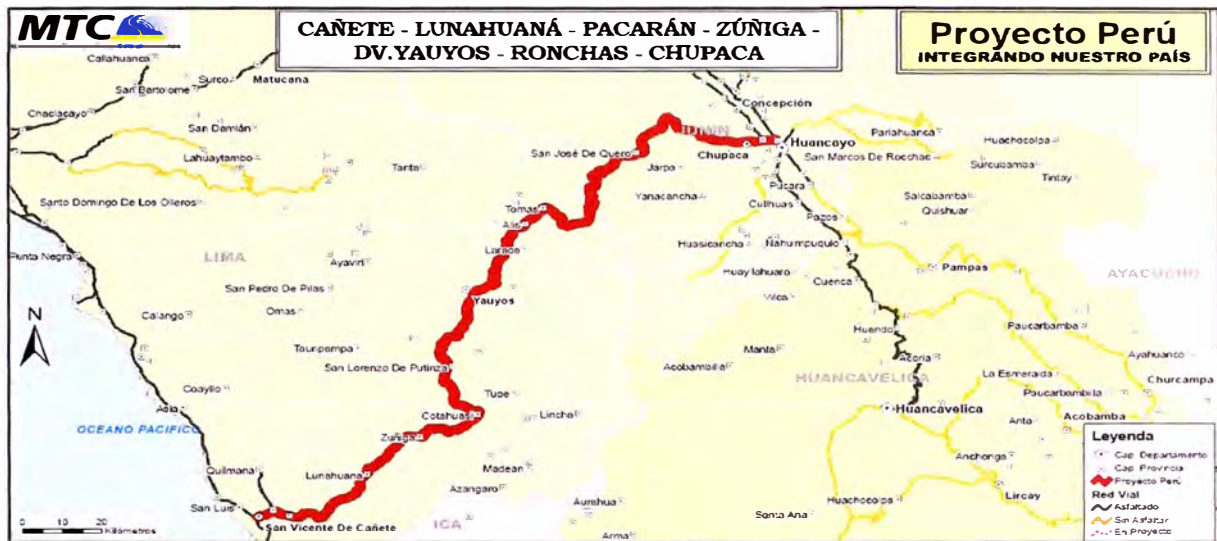 MTC
CAÑETE - LUNAHUANÁ - PACARÁN - ZÚÑIGA -
DV.YAUYOS - RONCHAS - CHUPACA
Proyecto Perú
INTEGRANDO NUESTRO PAÍS
Callahuanca
Surco
Matucana
San Bartolome
Chaclacayo
San Damián
Lahuaytambo
Santo Domingo De Los Olleros
Tanta
Concepción
JUNIN
Huancayo
Chupaca
Pariahuanca
Huachocolpa
San Marcos De Rocchac
Surcubamba
Tintay
San José De Quero
Jarpa
Yanacancha
Pucara
Cullhuas
Pazos
Salcabamba
Quishuar
Tomas
Alis
Laraos
Huasicancha
Ñahumpuquio
Punta Negra
LIMA
Ayaviri
San Pedro De Pilas
Omas
Yauyos
Huayllahuara
Vilca
Cuenca
Pampas
AYACUCHO
N
Calango
Tauripampa
San Lorenzo De Putinza
Huando
Paucarbamba
Manta
Acobambilla
Acoria
Ayahuanco
HUANCAVELICA
La Esmeralda
Churcampa
Paucarbambilla
Coayllo
Asia
Tupe
Cotahuasi
Lincha
Huancavelica
Anta
Acobamba
OCEANO PACIFICO
Zuñiga
Quilmana
Lunahuana
Madean
Azangaro
Anchonga
Lircay
San Luis
San Vicente De Cañete
ICA
Aurahua
Arma
Huachocolpa
Santa Ana
0 10 20
Kilómetros
Leyenda
Cap. Departamento
Cap. Provincia
Proyecto Perú
Red Vial
Asfaltado
Sin Asfaltar
En Proyecto